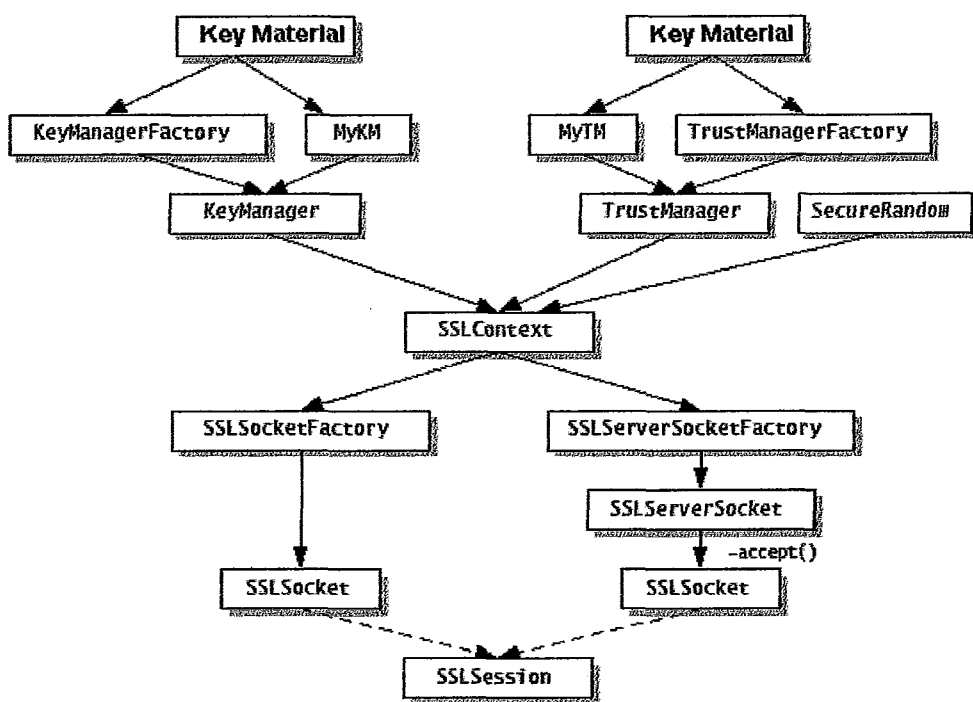 Key Material
Key Material
KeyManagerFactory
MyKM
MyTM
TrustManagerFactory
KeyManager
TrustManager
SecureRandom
SSLContext
SSLSocketFactory
SSLServerSocketFactory
SSLServerSocket
-accept()
SSLSocket
SSLSocket
SSLSession